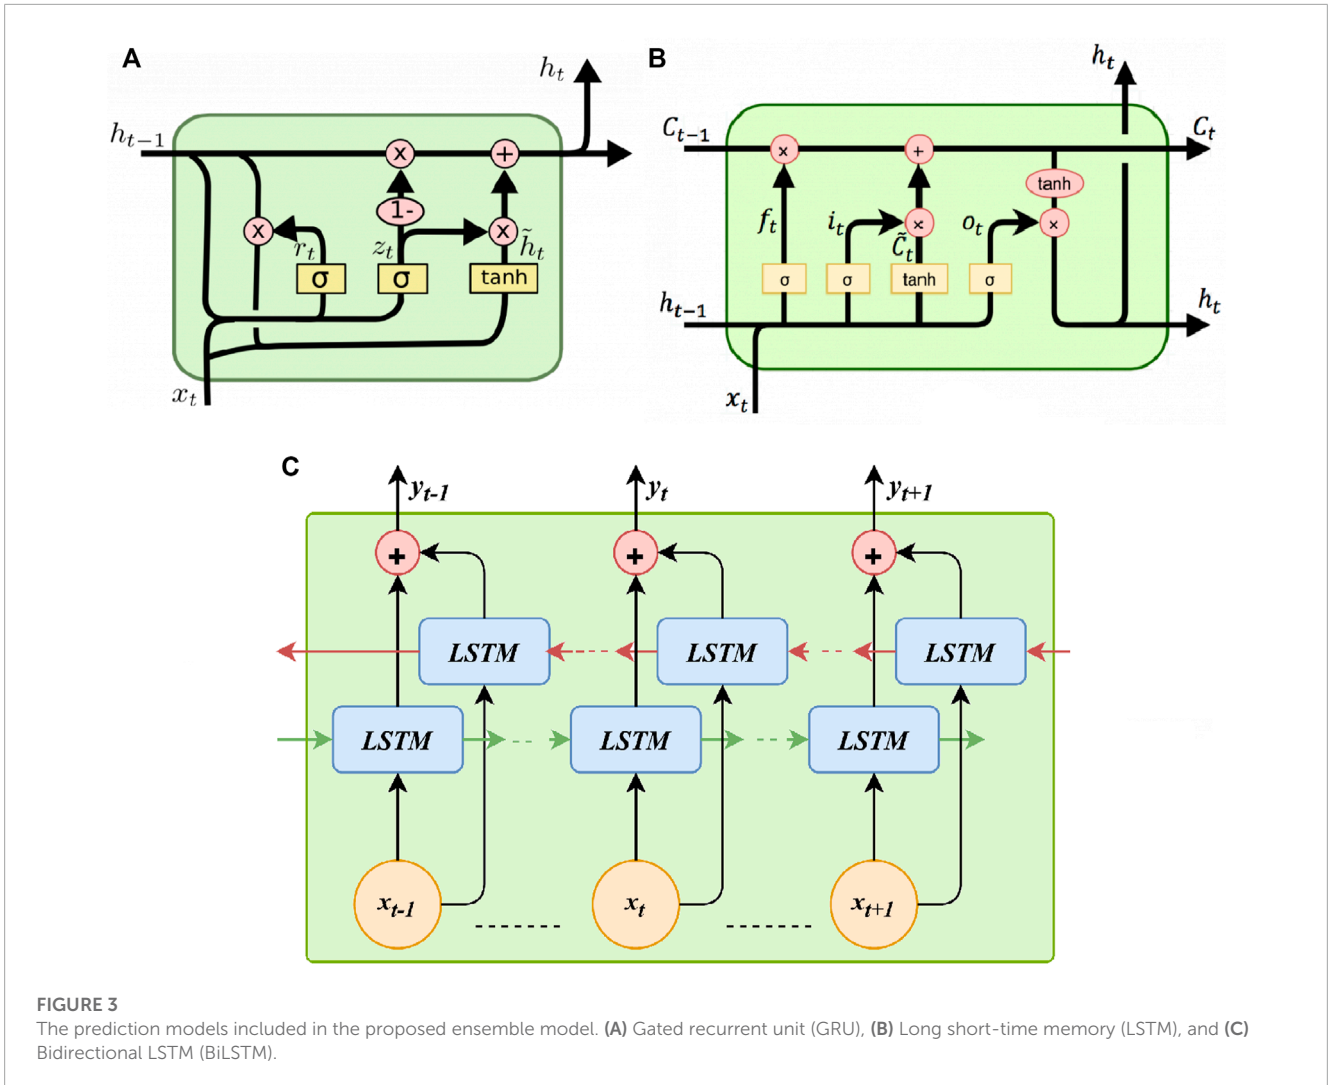 A
h_t
h_{t-1}
x
+
1-
x
r_t
z_t
x
h̃_t
σ
σ
tanh
x_t
B
h_t
C_{t-1}
C_t
x
+
tanh
f_t
i_t
x
o_t
x
C̃_t
σ
σ
tanh
σ
h_{t-1}
h_t
x_t
C
y_{t-1}
y_t
y_{t+1}
+
+
+
LSTM
LSTM
LSTM
LSTM
LSTM
LSTM
x_{t-1}
x_t
x_{t+1}
FIGURE 3
The prediction models included in the proposed ensemble model. (A) Gated recurrent unit (GRU), (B) Long short-time memory (LSTM), and (C)
Bidirectional LSTM (BiLSTM).